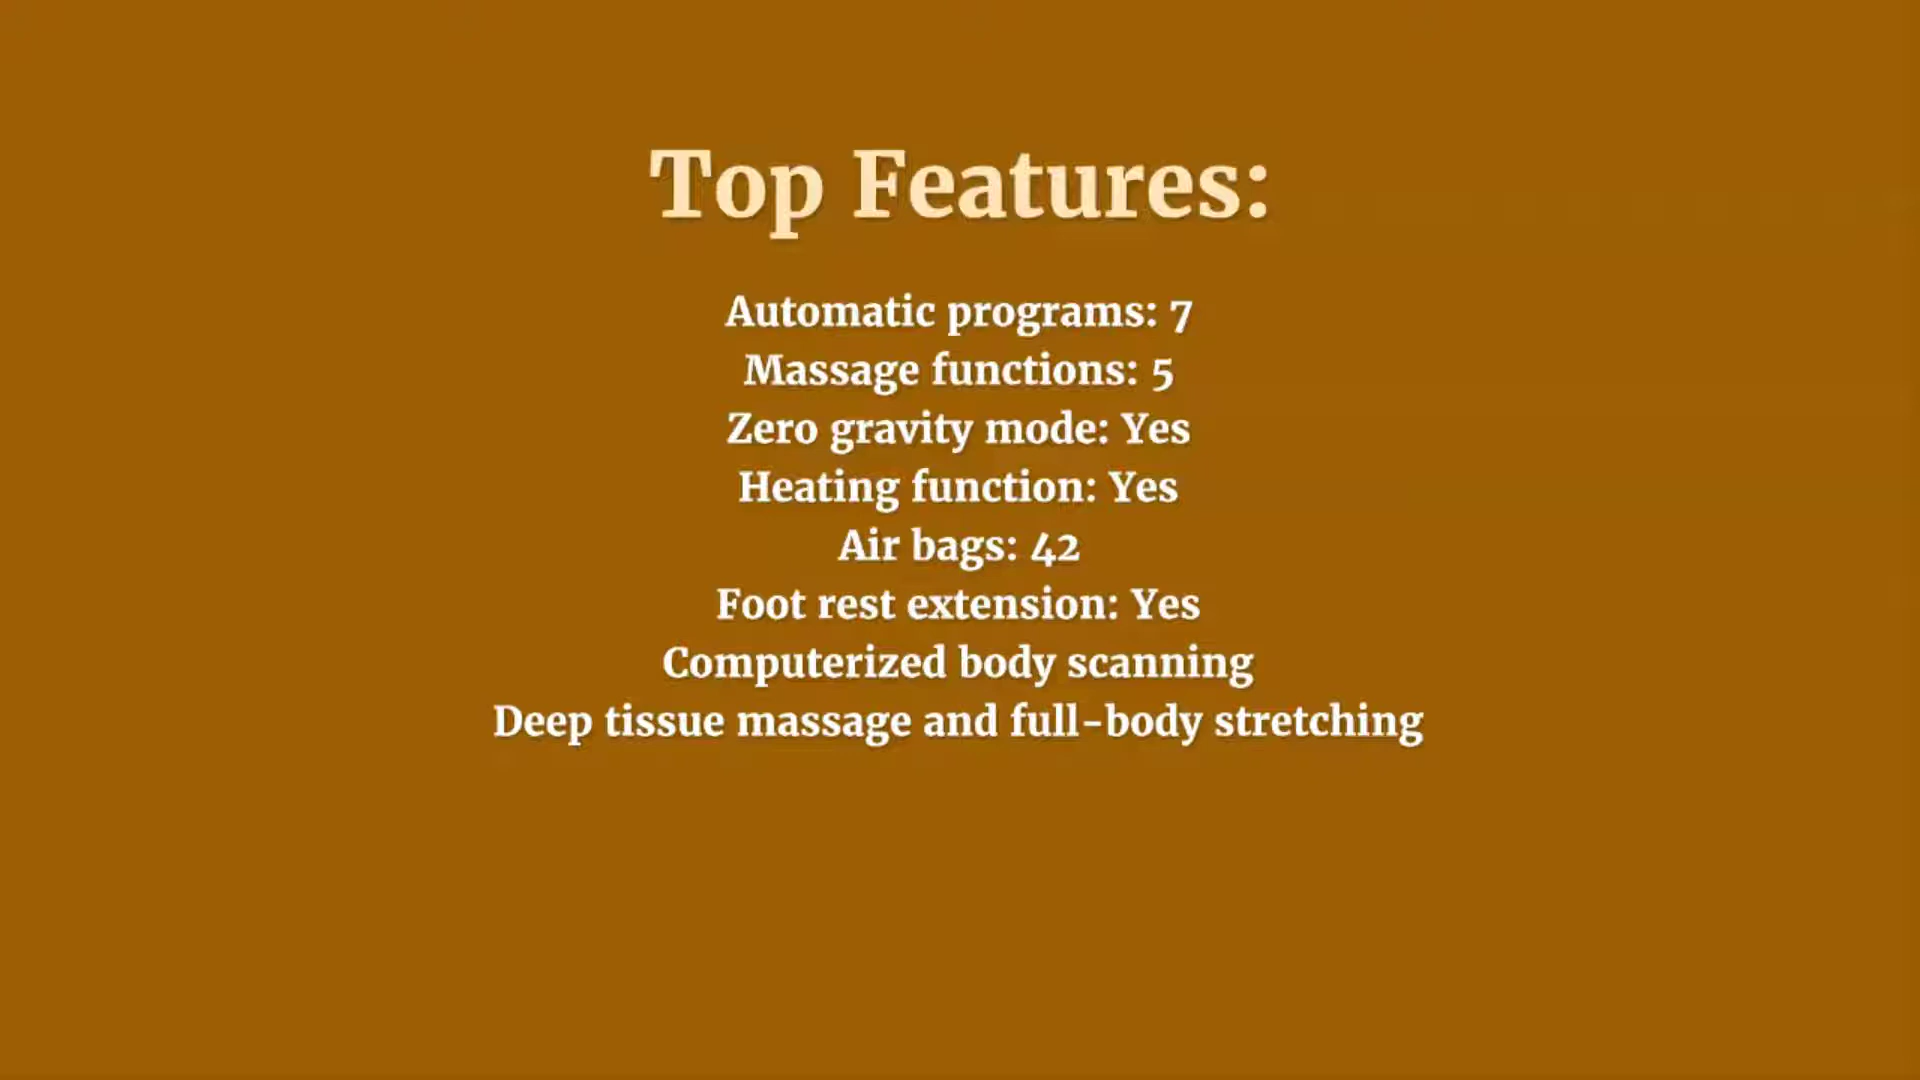 Top Features:
Automatic programs: 7
Massage functions: 5
Zero gravity mode: Yes
Heating function: Yes
Air bags: 42
Foot rest extension: Yes
Computerized body scanning
Deep tissue massage and full-body stretching